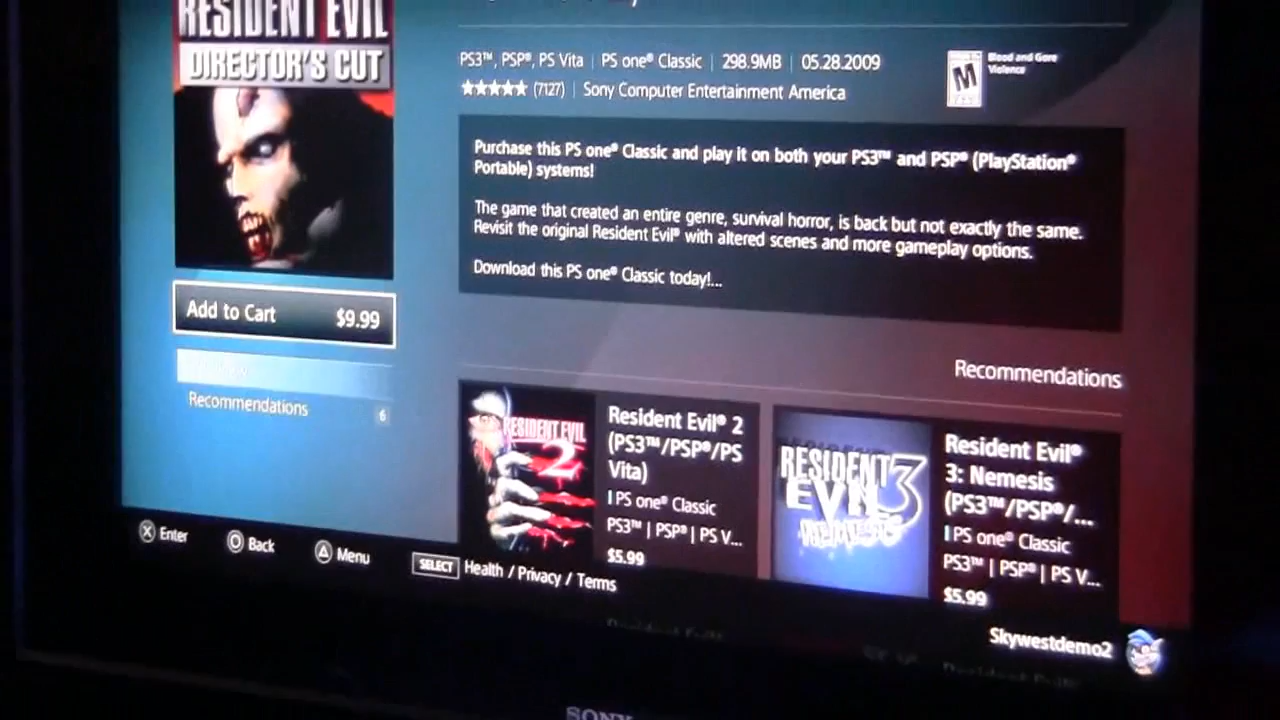 RESIDENT EVIL
DIRECTOR'S CUT
PS3™, PSP®, PS Vita | PS one® Classic | 298.9MB | 05.28.2009
(7127) | Sony Computer Entertainment America
M
Blood and Gore
Violence
Purchase this PS one® Classic and play it on both your PS3™ and PSP® (PlayStation®
Portable) systems!
The game that created an entire genre, survival horror, is back but not exactly the same.
Revisit the original Resident Evil® with altered scenes and more gameplay options.
Download this PS one® Classic today!...
Add to Cart $9.99
Recommendations 6
Recommendations
RESIDENT EVIL
2
Resident Evil® 2
(PS3™/PSP®/PS
Vita)
PS one® Classic
PS3™ | PSP® | PS V...
$5.99
RESIDENT
EVIL 3
NEMESIS
Resident Evil®
3: Nemesis
(PS3™/PSP®/...
PS one® Classic
PS3™ | PSP® | PS V...
$5.99
Enter
Back
Menu
SELECT Health / Privacy / Terms
Skywestdemo2
SONY